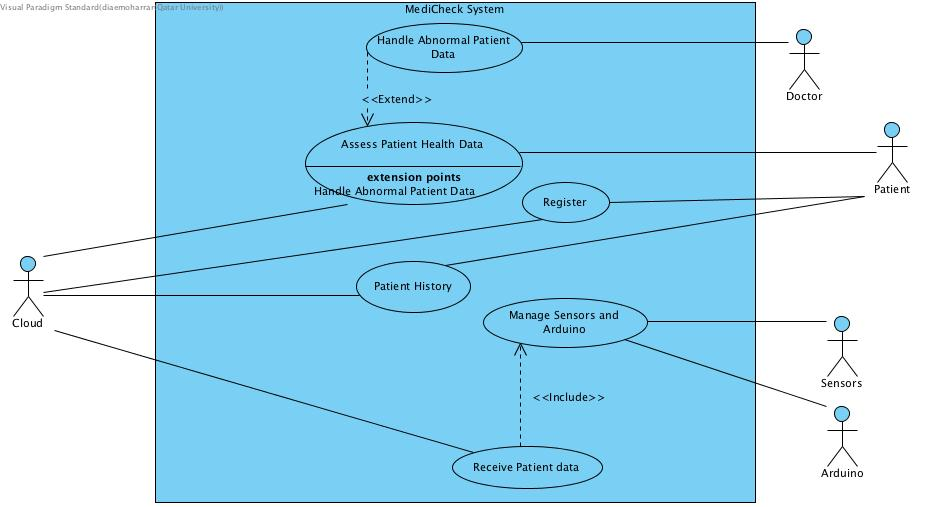 Visual Paradigm Standard(diaemoharrar(Qatar University))
MediCheck System
Handle Abnormal Patient
Data
Doctor
<<Extend>>
Assess Patient Health Data
extension points
Handle Abnormal Patient Data
Patient
Register
Cloud
Patient History
Manage Sensors and
Arduino
Sensors
<<Include>>
Arduino
Receive Patient data